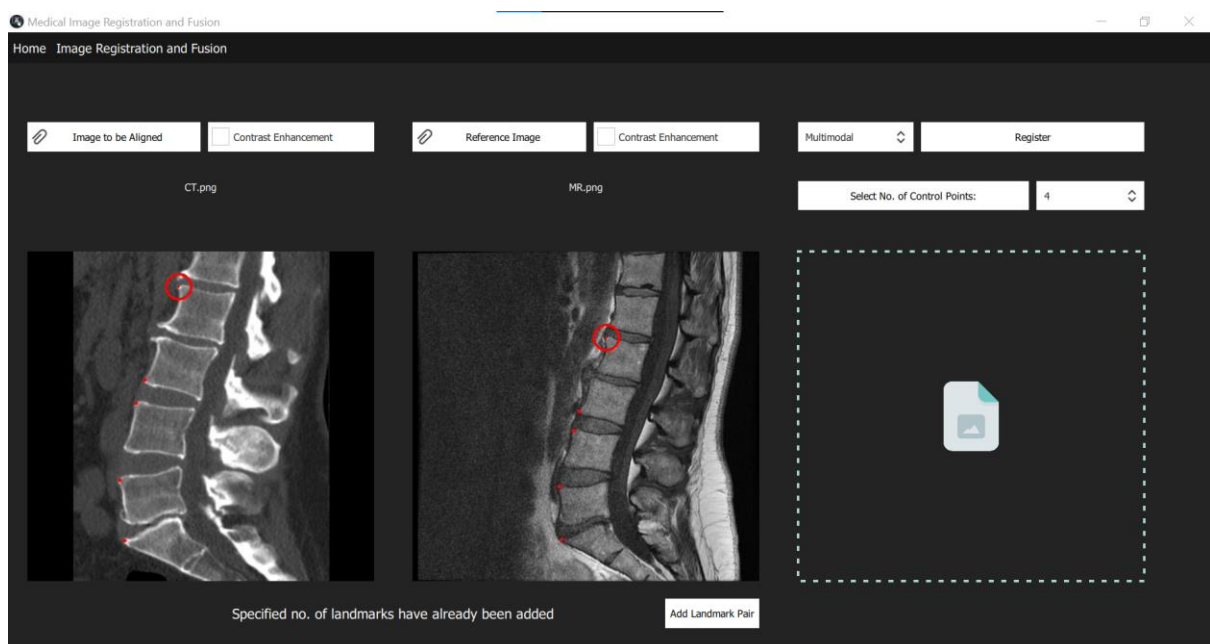 Medical Image Registration and Fusion
Home Image Registration and Fusion
Image to be Aligned Contrast Enhancement Reference Image Contrast Enhancement Multimodal Register
CT.png MR.png Select No. of Control Points: 4
Specified no. of landmarks have already been added Add Landmark Pair